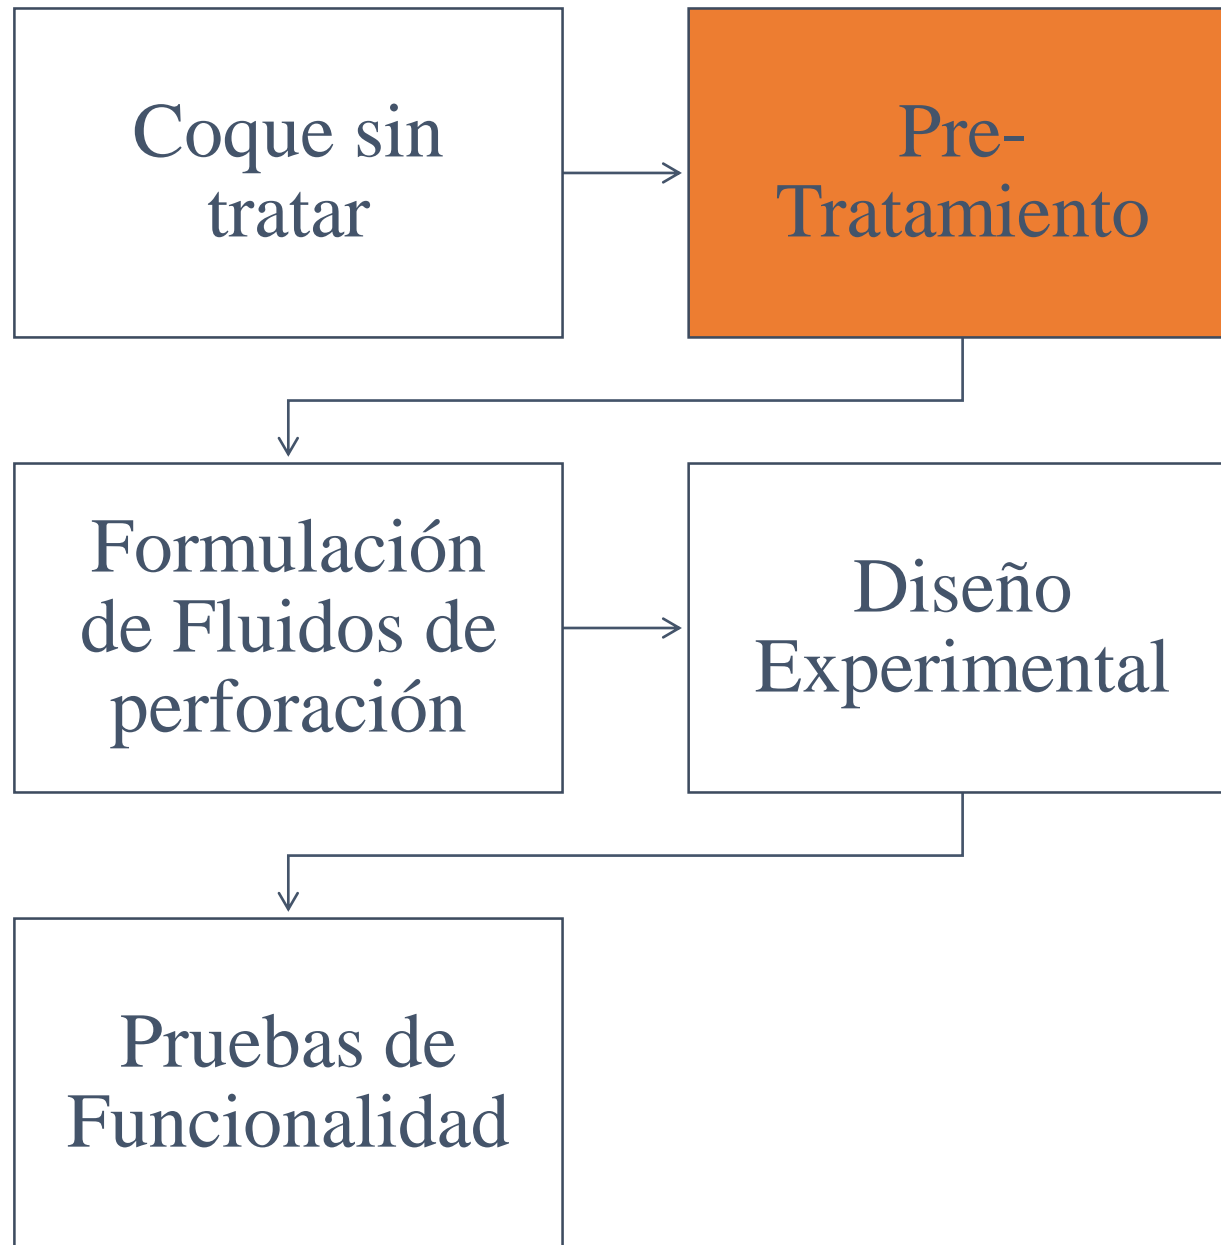 Coque sin
tratar
Pre-
Tratamiento
Formulación
de Fluidos de
perforación
Diseño
Experimental
Pruebas de
Funcionalidad